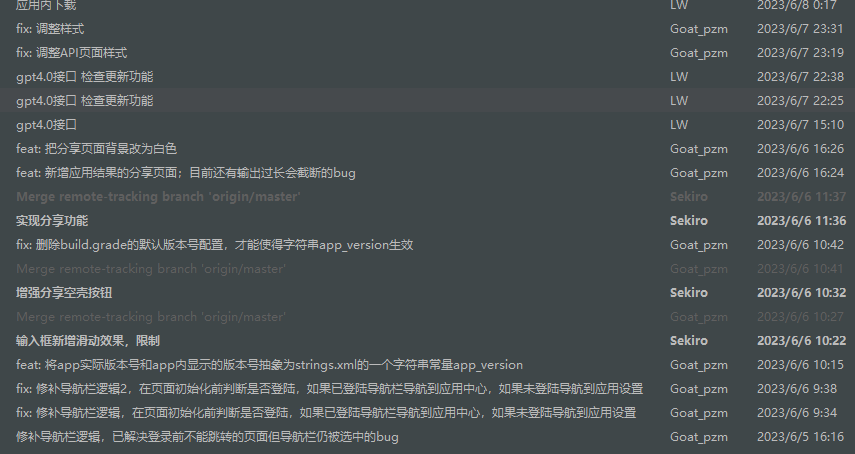 应用内下载 LW 2023/6/8 0:17
fix: 调整样式 Goat_pzm 2023/6/7 23:31
fix: 调整API页面样式 Goat_pzm 2023/6/7 23:19
gpt4.0接口 检查更新功能 LW 2023/6/7 22:38
gpt4.0接口 检查更新功能 LW 2023/6/7 22:25
gpt4.0接口 LW 2023/6/7 15:10
feat: 把分享页面背景改为白色 Goat_pzm 2023/6/6 16:26
feat: 新增应用结果的分享页面；目前还有输出过长会截断的bug Goat_pzm 2023/6/6 16:24
Merge remote-tracking branch 'origin/master' Sekiro 2023/6/6 11:37
实现分享功能 Sekiro 2023/6/6 11:36
fix: 删除build.grade的默认版本号配置，才能使得字符串app_version生效 Goat_pzm 2023/6/6 10:42
Merge remote-tracking branch 'origin/master' Goat_pzm 2023/6/6 10:41
增强分享空壳按钮 Sekiro 2023/6/6 10:32
Merge remote-tracking branch 'origin/master' Goat_pzm 2023/6/6 10:27
输入框新增滑动效果，限制 Sekiro 2023/6/6 10:22
feat: 将app实际版本号和app内显示的版本号抽象为strings.xml的一个字符串常量app_version Goat_pzm 2023/6/6 10:15
fix: 修补导航栏逻辑2，在页面初始化前判断是否登陆，如果已登陆导航栏导航到应用中心，如果未登陆导航到应用设置 Goat_pzm 2023/6/6 9:38
fix: 修补导航栏逻辑，在页面初始化前判断是否登陆，如果已登陆导航栏导航到应用中心，如果未登陆导航到应用设置 Goat_pzm 2023/6/6 9:34
修补导航栏逻辑，已解决登录前不能跳转的页面但导航栏仍被选中的bug Goat_pzm 2023/6/5 16:16